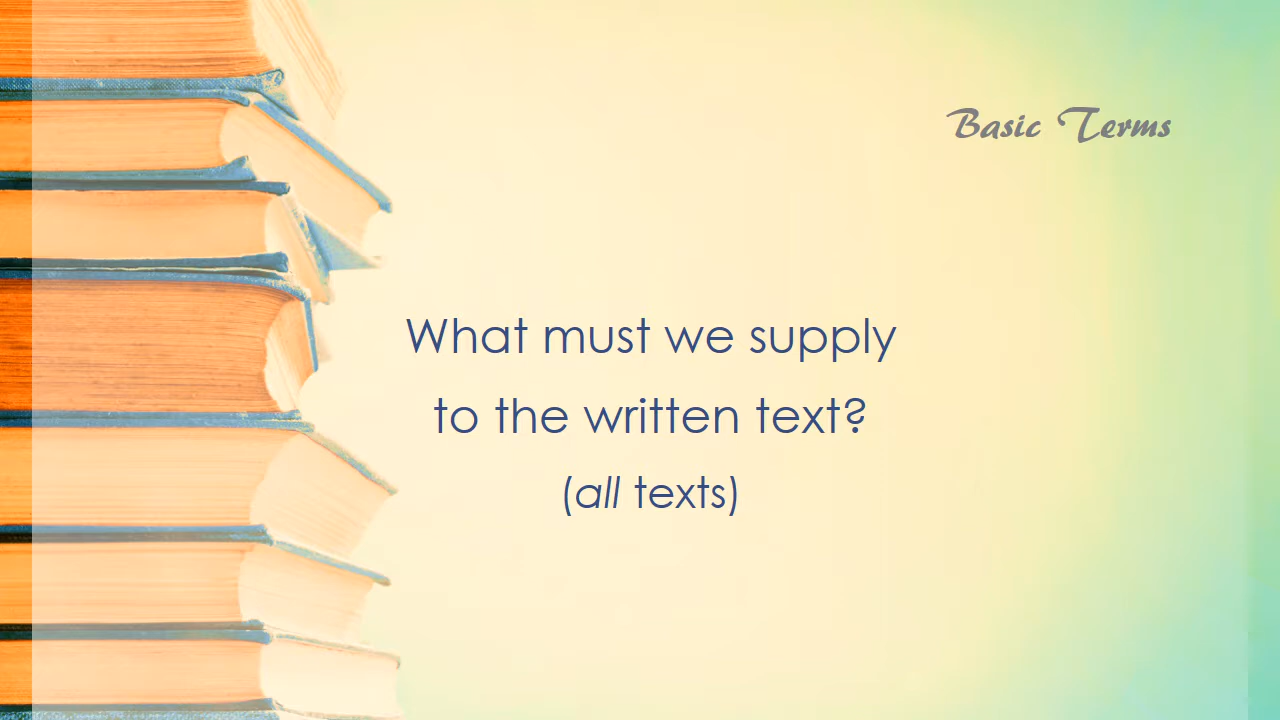 Basic Terms
What must we supply
to the written text?
(all texts)